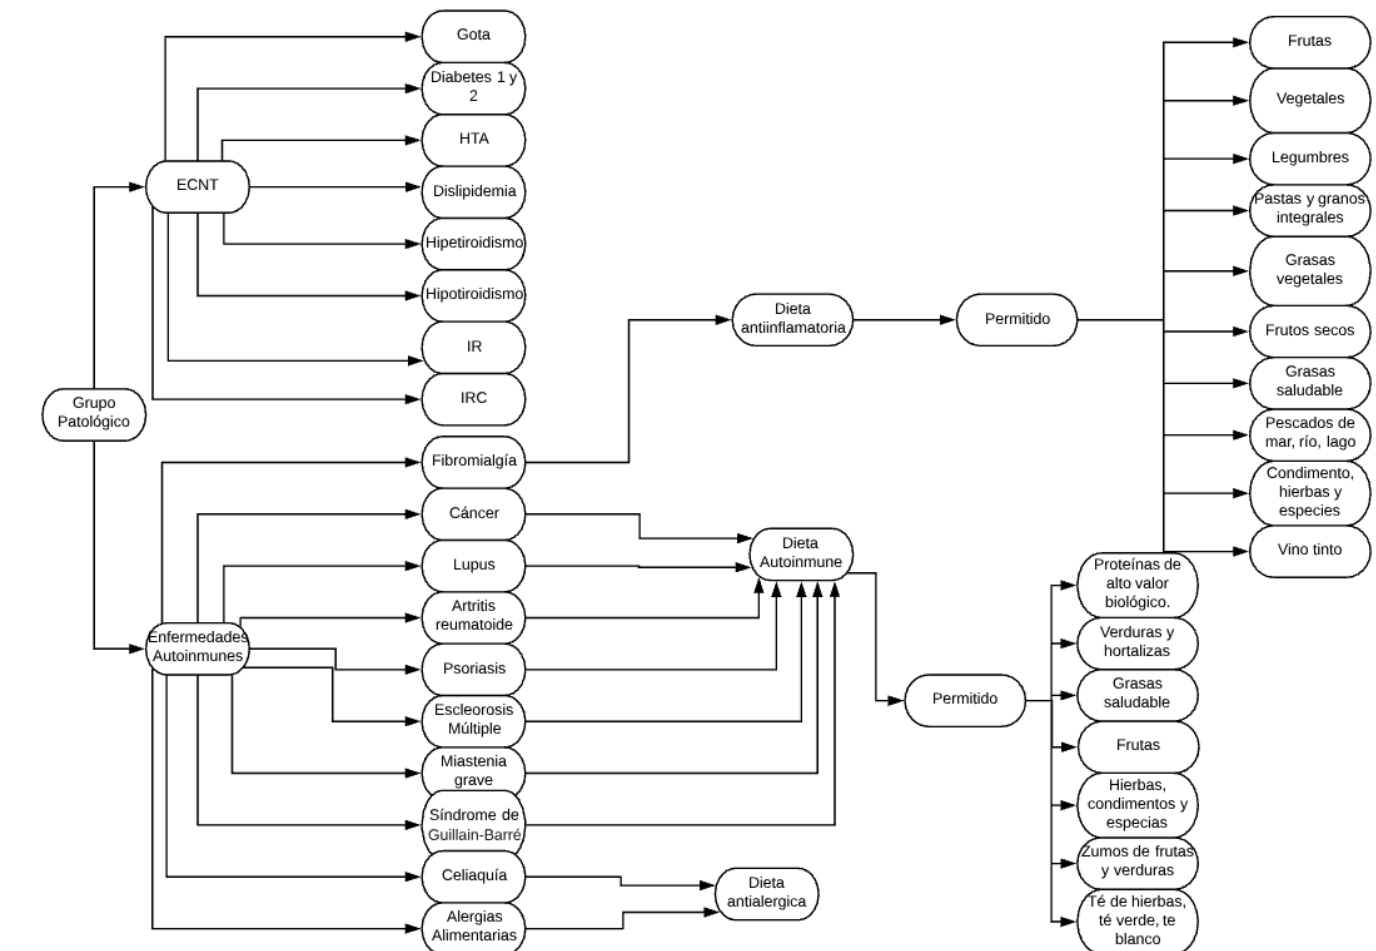 Gota
Diabetes 1 y
2
HTA
ECNT
Dislipidemia
Hipetiroidismo
Hipotiroidismo
IR
IRC
Grupo
Patológico
Fibromialgía
Cáncer
Lupus
Artritis
reumatoide
Enfermedades
Autoinmunes
Psoriasis
Escleorosis
Múltiple
Miastenia
grave
Síndrome de
Guillain-Barré
Celiaquía
Alergias
Alimentarias
Dieta
antiinflamatoria
Permitido
Dieta
Autoinmune
Permitido
Dieta
antialergica
Frutas
Vegetales
Legumbres
Pastas y granos
integrales
Grasas
vegetales
Frutos secos
Grasas
saludable
Pescados de
mar, río, lago
Condimento,
hierbas y
especies
Vino tinto
Proteínas de
alto valor
biológico.
Verduras y
hortalizas
Grasas
saludable
Frutas
Hierbas,
condimentos y
especias
Zumos de frutas
y verduras
Té de hierbas,
té verde, te
blanco